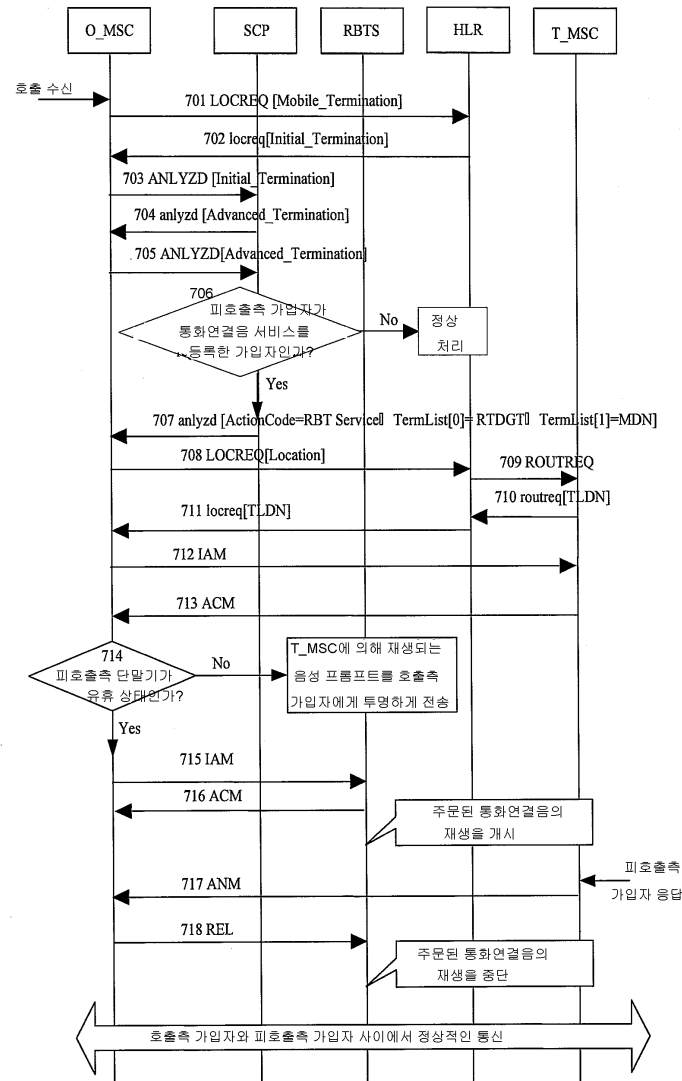 O_MSC
SCP
RBTS
HLR
T_MSC
호출 수신
701 LOCREQ [Mobile_Termination]
702 locreq[Initial_Termination]
703 ANLYZD [Initial_Termination]
704 anlyzd [Advanced_Termination]
705 ANLYZD[Advanced_Termination]
706
피호출측 가입자가
통화연결음 서비스를
등록한 가입자인가?
No
정상
처리
Yes
707 anlyzd [ActionCode=RBT Service TermList[0]= RTDGT TermList[1]=MDN]
708 LOCREQ[Location]
709 ROUTREQ
710 routreq[TLDN]
711 locreq[TLDN]
712 IAM
713 ACM
714
피호출측 단말기가
유휴 상태인가?
No
T_MSC에 의해 재생되는
음성 프롬프트를 호출측
가입자에게 투명하게 전송
Yes
715 IAM
716 ACM
주문된 통화연결음의
재생을 개시
717 ANM
피호출측
가입자 응답
718 REL
주문된 통화연결음의
재생을 중단
호출측 가입자와 피호출측 가입자 사이에서 정상적인 통신